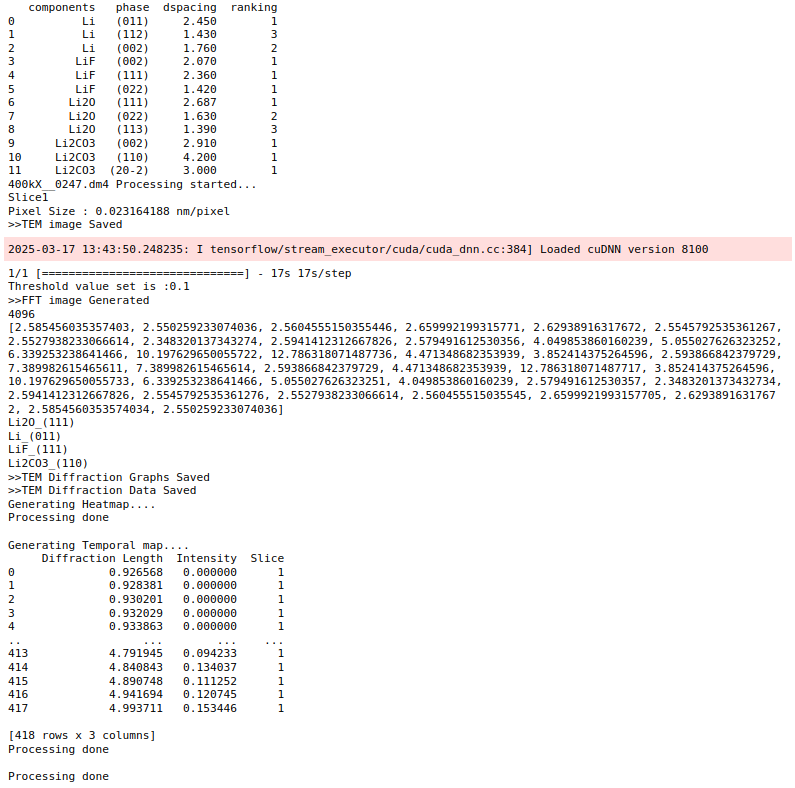 components phase dspacing ranking
0 Li (011) 2.450 1
1 Li (112) 1.430 3
2 Li (002) 1.760 2
3 LiF (002) 2.070 1
4 LiF (111) 2.360 1
5 LiF (022) 1.420 1
6 Li2O (111) 2.687 1
7 Li2O (022) 1.630 2
8 Li2O (113) 1.390 3
9 Li2CO3 (002) 2.910 1
10 Li2CO3 (110) 4.200 1
11 Li2CO3 (20-2) 3.000 1
400kX__0247.dm4 Processing started...
Slice1
Pixel Size : 0.023164188 nm/pixel
>>TEM image Saved
2025-03-17 13:43:50.248235: I tensorflow/stream_executor/cuda/cuda_dnn.cc:384] Loaded cuDNN version 8100
1/1 [==============================] - 17s 17s/step
Threshold value set is :0.1
>>FFT image Generated
4096
[2.585456035357403, 2.550259233074036, 2.5604555150355446, 2.659992199315771, 2.62938916317672, 2.5545792535361267,
2.5527938233066614, 2.348320137343274, 2.5941412312667826, 2.579491612530356, 4.049853860160239, 5.055027626323252,
6.339253238641466, 10.197629650055722, 12.786318071487736, 4.471348682353939, 3.852414375264596, 2.593866842379729,
7.389982615465611, 7.389982615465611, 2.593866842379729, 4.471348682353939, 12.786318071487717, 3.852414375264596,
10.197629650055733, 6.339253238641466, 5.055027626323251, 4.049853860160239, 2.579491612530357, 2.3483201373432734,
2.5941412312667826, 2.5545792535361276, 2.5527938233066614, 2.560455515035545, 2.6599921993157705, 2.6293891631767
2, 2.5854560353574034, 2.550259233074036]
Li2O_(111)
Li_(011)
LiF_(111)
Li2CO3_(110)
>>TEM Diffraction Graphs Saved
>>TEM Diffraction Data Saved
Generating Heatmap....
Processing done
Generating Temporal map....
Diffraction Length Intensity Slice
0 0.926568 0.000000 1
1 0.928381 0.000000 1
2 0.930201 0.000000 1
3 0.932029 0.000000 1
4 0.933863 0.000000 1
.. ... ... ...
413 4.791945 0.094233 1
414 4.840843 0.134037 1
415 4.890748 0.111252 1
416 4.941694 0.120745 1
417 4.993711 0.153446 1
[418 rows x 3 columns]
Processing done
Processing done